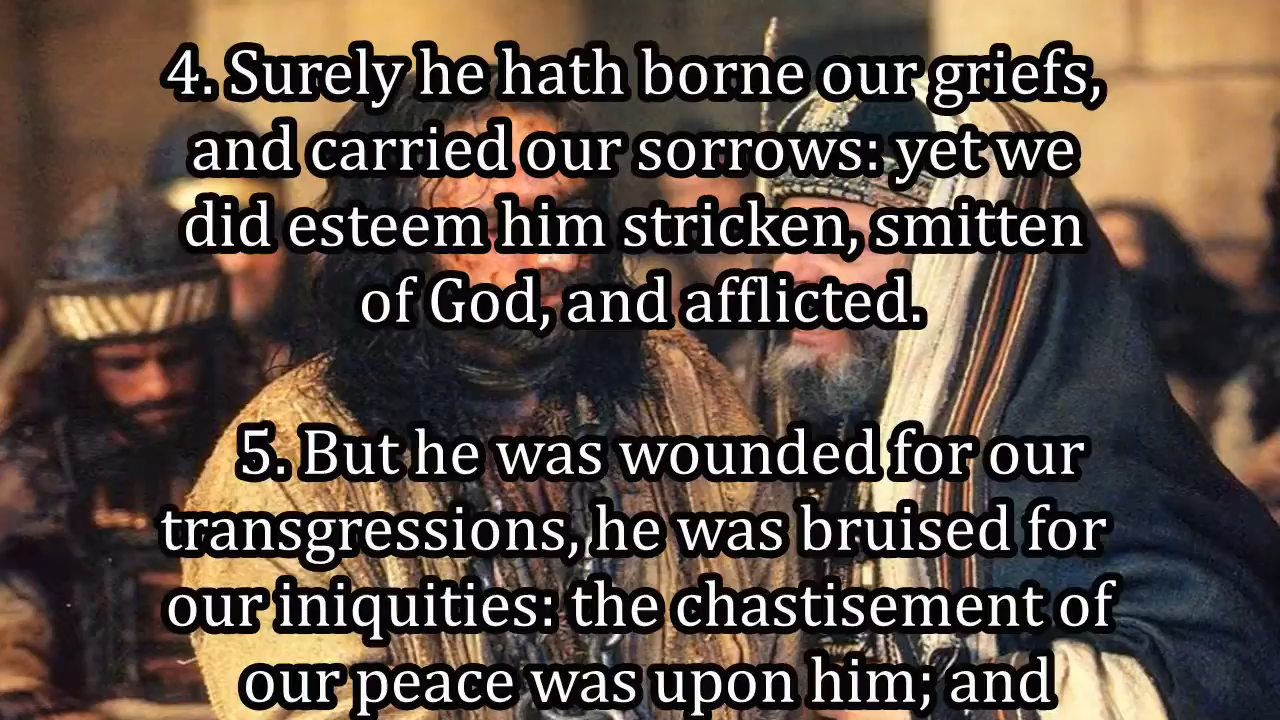 4. Surely he hath borne our griefs,
and carried our sorrows: yet we
did esteem him stricken, smitten
of God, and afflicted.
5. But he was wounded for our
transgressions, he was bruised for
our iniquities: the chastisement of
our peace was upon him; and